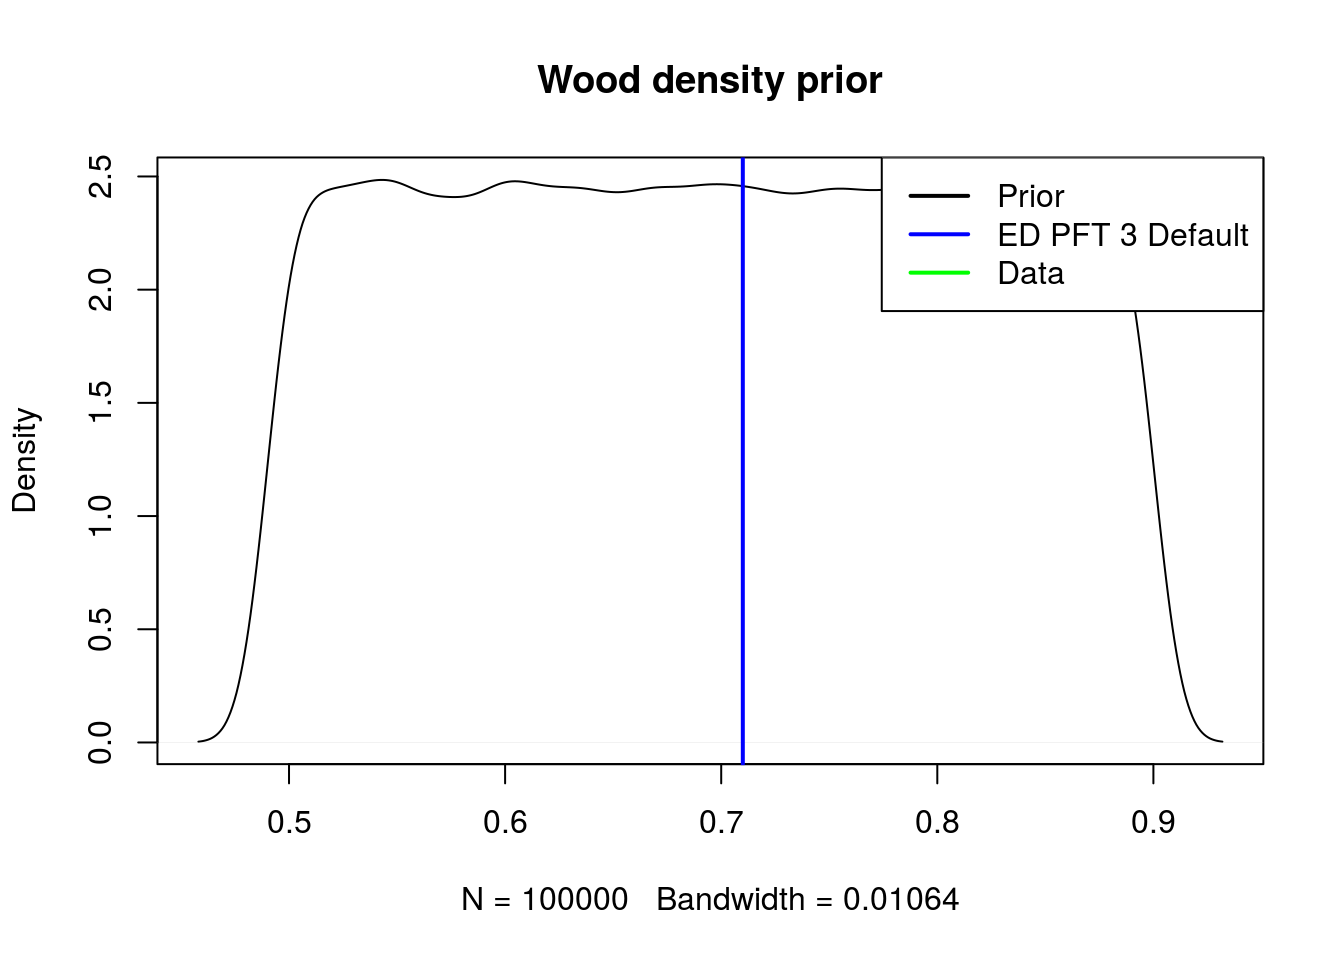 Wood density prior
Prior
ED PFT 3 Default
Data
Density
2.5
2.0
1.5
1.0
0.5
0.0
0.5 0.6 0.7 0.8 0.9
N = 100000 Bandwidth = 0.01064